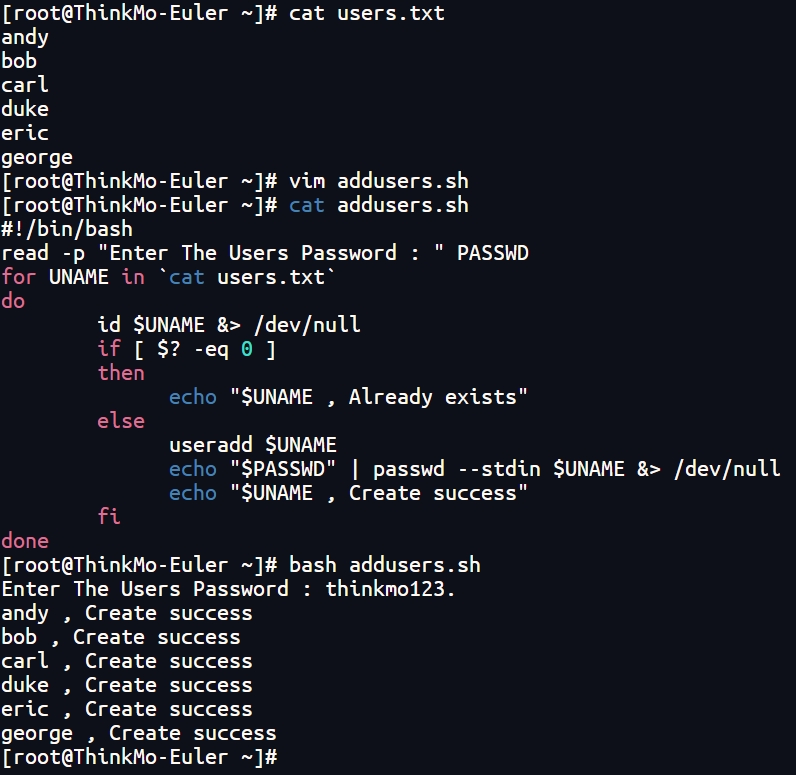 [root@ThinkMo-Euler ~]# cat users.txt
andy
bob
carl
duke
eric
george
[root@ThinkMo-Euler ~]# vim addusers.sh
[root@ThinkMo-Euler ~]# cat addusers.sh
#!/bin/bash
read -p "Enter The Users Password : " PASSWD
for UNAME in `cat users.txt`
do
        id $UNAME &> /dev/null
        if [ $? -eq 0 ]
        then
              echo "$UNAME , Already exists"
        else
              useradd $UNAME
              echo "$PASSWD" | passwd --stdin $UNAME &> /dev/null
              echo "$UNAME , Create success"
        fi
done
[root@ThinkMo-Euler ~]# bash addusers.sh
Enter The Users Password : thinkmo123.
andy , Create success
bob , Create success
carl , Create success
duke , Create success
eric , Create success
george , Create success
[root@ThinkMo-Euler ~]#